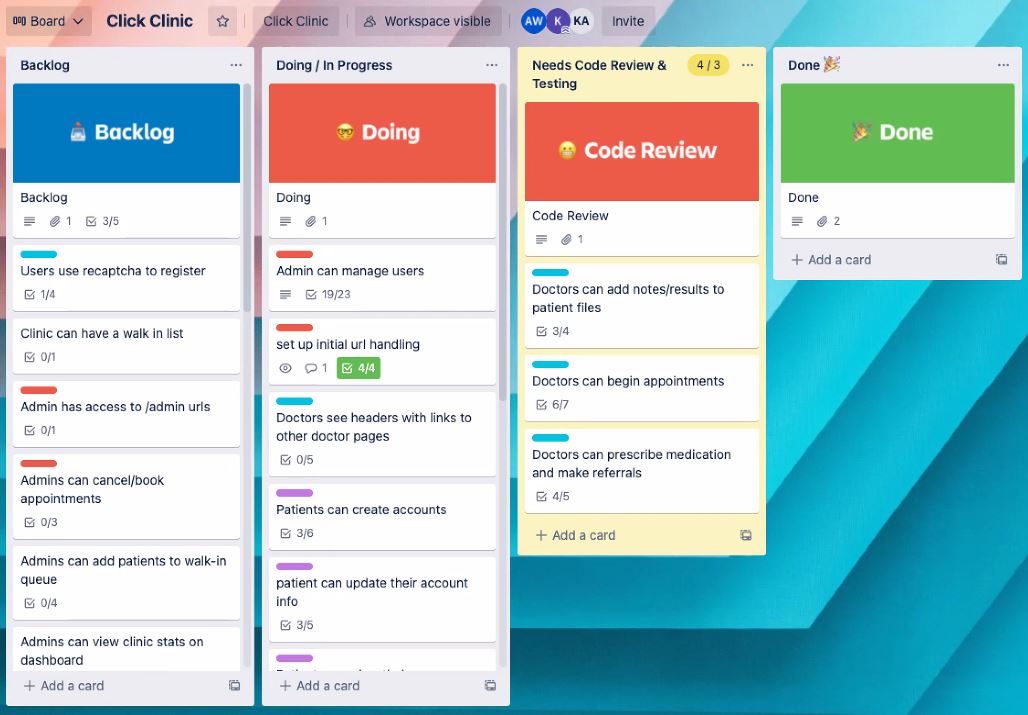 Board
Click Clinic
Click Clinic
Workspace visible
AW
K
KA
Invite
Backlog
Backlog
Backlog
1
3/5
Users use recaptcha to register
1/4
Clinic can have a walk in list
0/1
Admin has access to /admin urls
0/1
Admins can cancel/book
appointments
0/3
Admins can add patients to walk-in
queue
0/4
Admins can view clinic stats on
dashboard
Add a card
Doing / In Progress
Doing
Doing
1
Admin can manage users
19/23
set up initial url handling
1
4/4
Doctors see headers with links to
other doctor pages
0/5
Patients can create accounts
3/6
patient can update their account
info
3/5
Add a card
Needs Code Review &
Testing
4 / 3
Code Review
Code Review
1
Doctors can add notes/results to
patient files
3/4
Doctors can begin appointments
6/7
Doctors can prescribe medication
and make referrals
4/5
Add a card
Done 🎉
Done
Done
2
Add a card